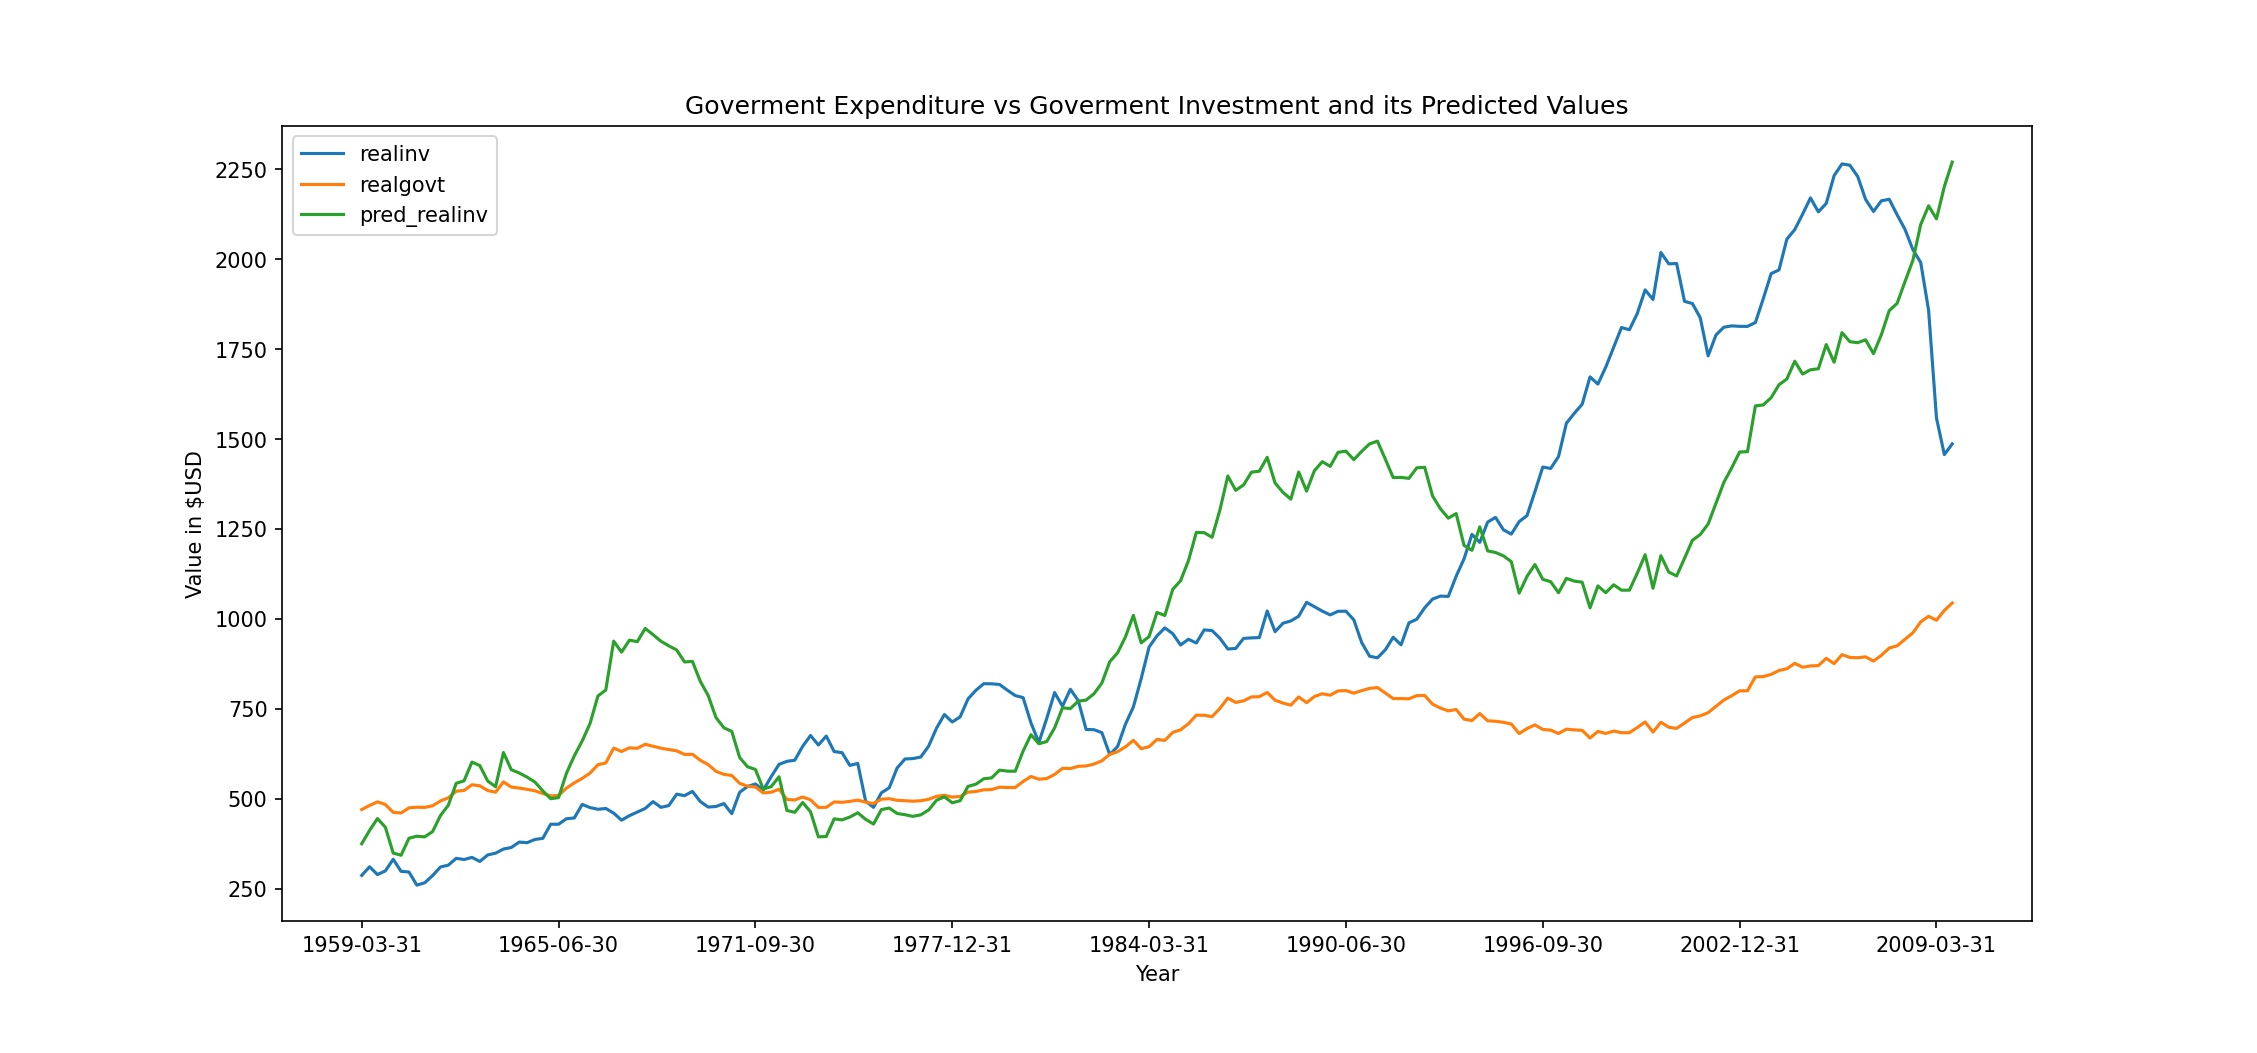 Goverment Expenditure vs Goverment Investment and its Predicted Values
realinv
realgovt
pred_realinv
2250
2000
1750
1500
1250
1000
750
500
250
Value in $USD
1959-03-31 1965-06-30 1971-09-30 1977-12-31 1984-03-31 1990-06-30 1996-09-30 2002-12-31 2009-03-31
Year